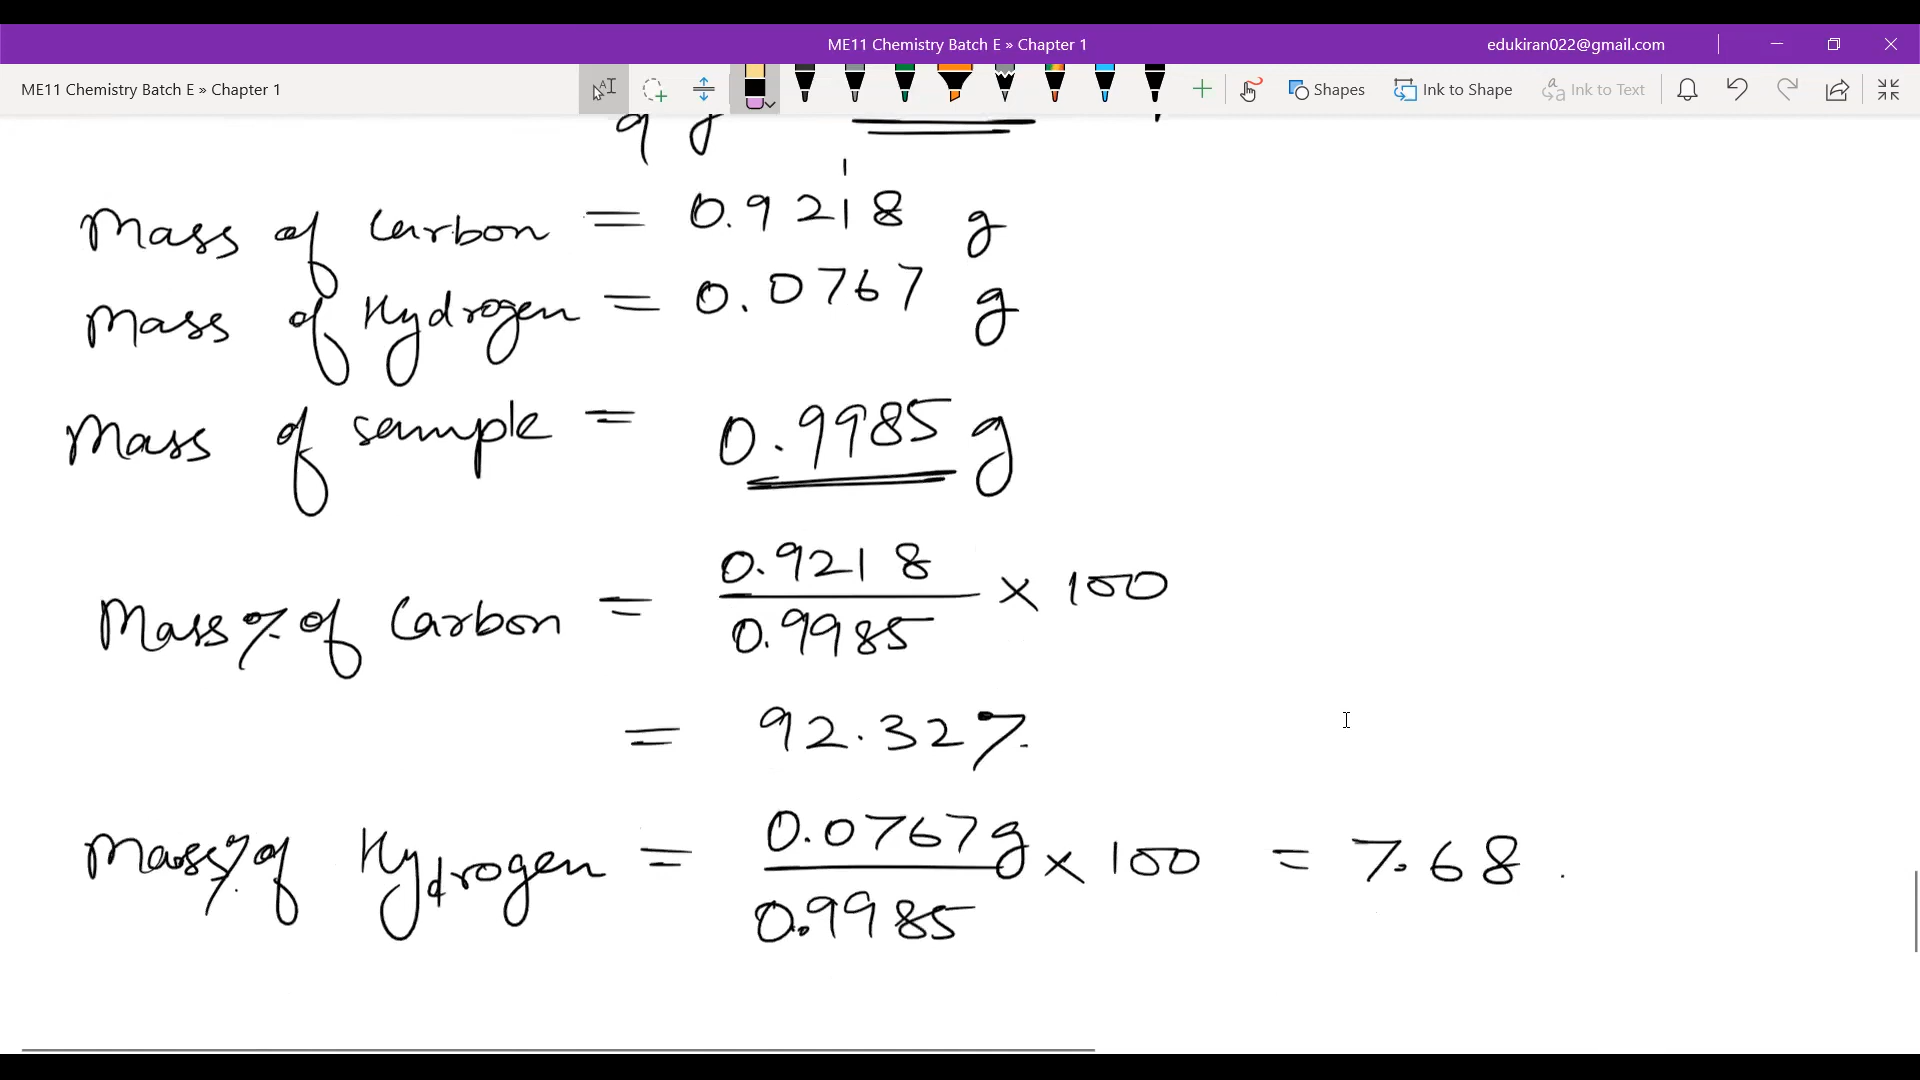 ME11 Chemistry Batch E » Chapter 1
edukiran022@gmail.com
ME11 Chemistry Batch E » Chapter 1
Shapes
Ink to Shape
Ink to Text
Mass of Carbon = 0.9218 g
Mass of Hydrogen = 0.0767 g
Mass of sample = 0.9985 g
Mass % of Carbon = 0.9218 / 0.9985 × 100
= 92.32%
Mass % of Hydrogen = 0.0767g / 0.9985 × 100 = 7.68.